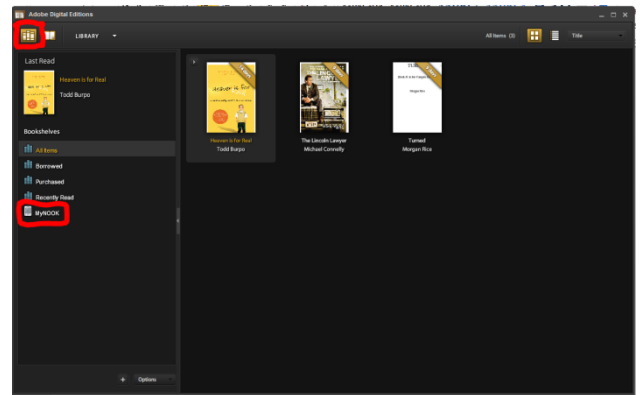 Adobe Digital Editions
LIBRARY
All Items (3)
Title
Last Read
Heaven is for Real
Todd Burpo
Bookshelves
All Items
Borrowed
Purchased
Recently Read
MyNOOK
Heaven is for Real
Todd Burpo
The Lincoln Lawyer
Michael Connelly
Turned
Morgan Rice
Options